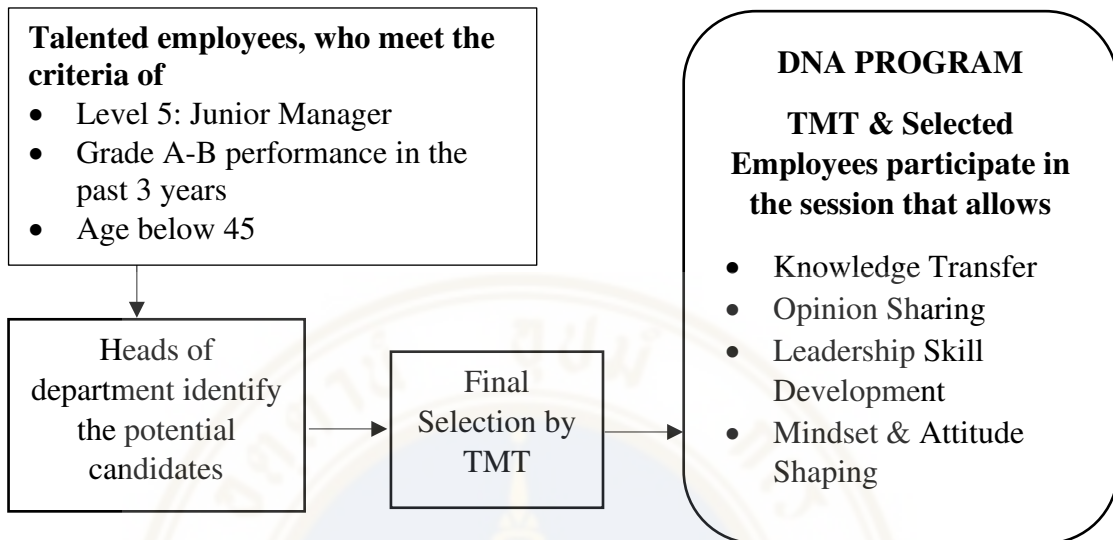 Talented employees, who meet the
criteria of
• Level 5: Junior Manager
• Grade A-B performance in the
past 3 years
• Age below 45
Heads of
department identify
the potential
candidates
Final
Selection by
TMT
DNA PROGRAM
TMT & Selected
Employees participate in
the session that allows
• Knowledge Transfer
• Opinion Sharing
• Leadership Skill
Development
• Mindset & Attitude
Shaping